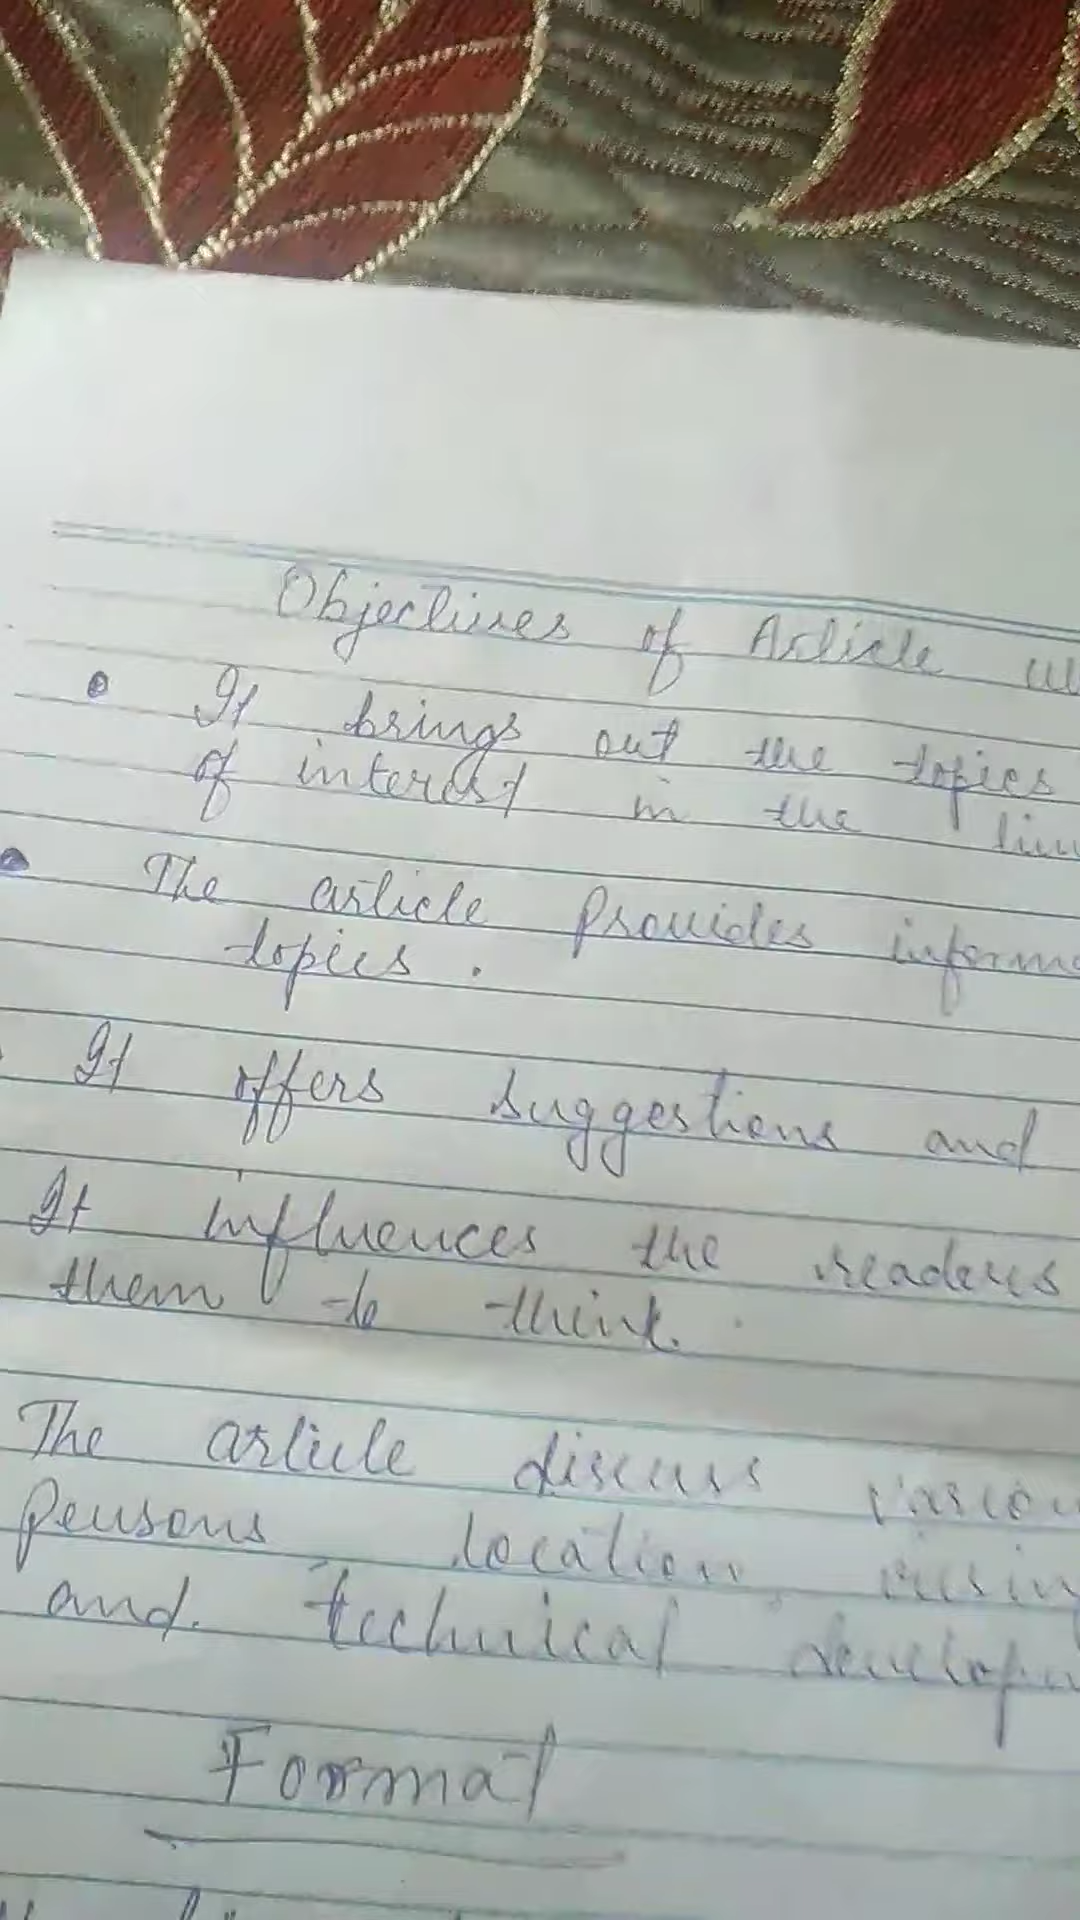 Objectives of Article
It brings out the topics
of interest in the
The article Provides
topics.
It offers suggestions and
It influences the readers
them to think.
The article discuss
Persons location
and technical
Format